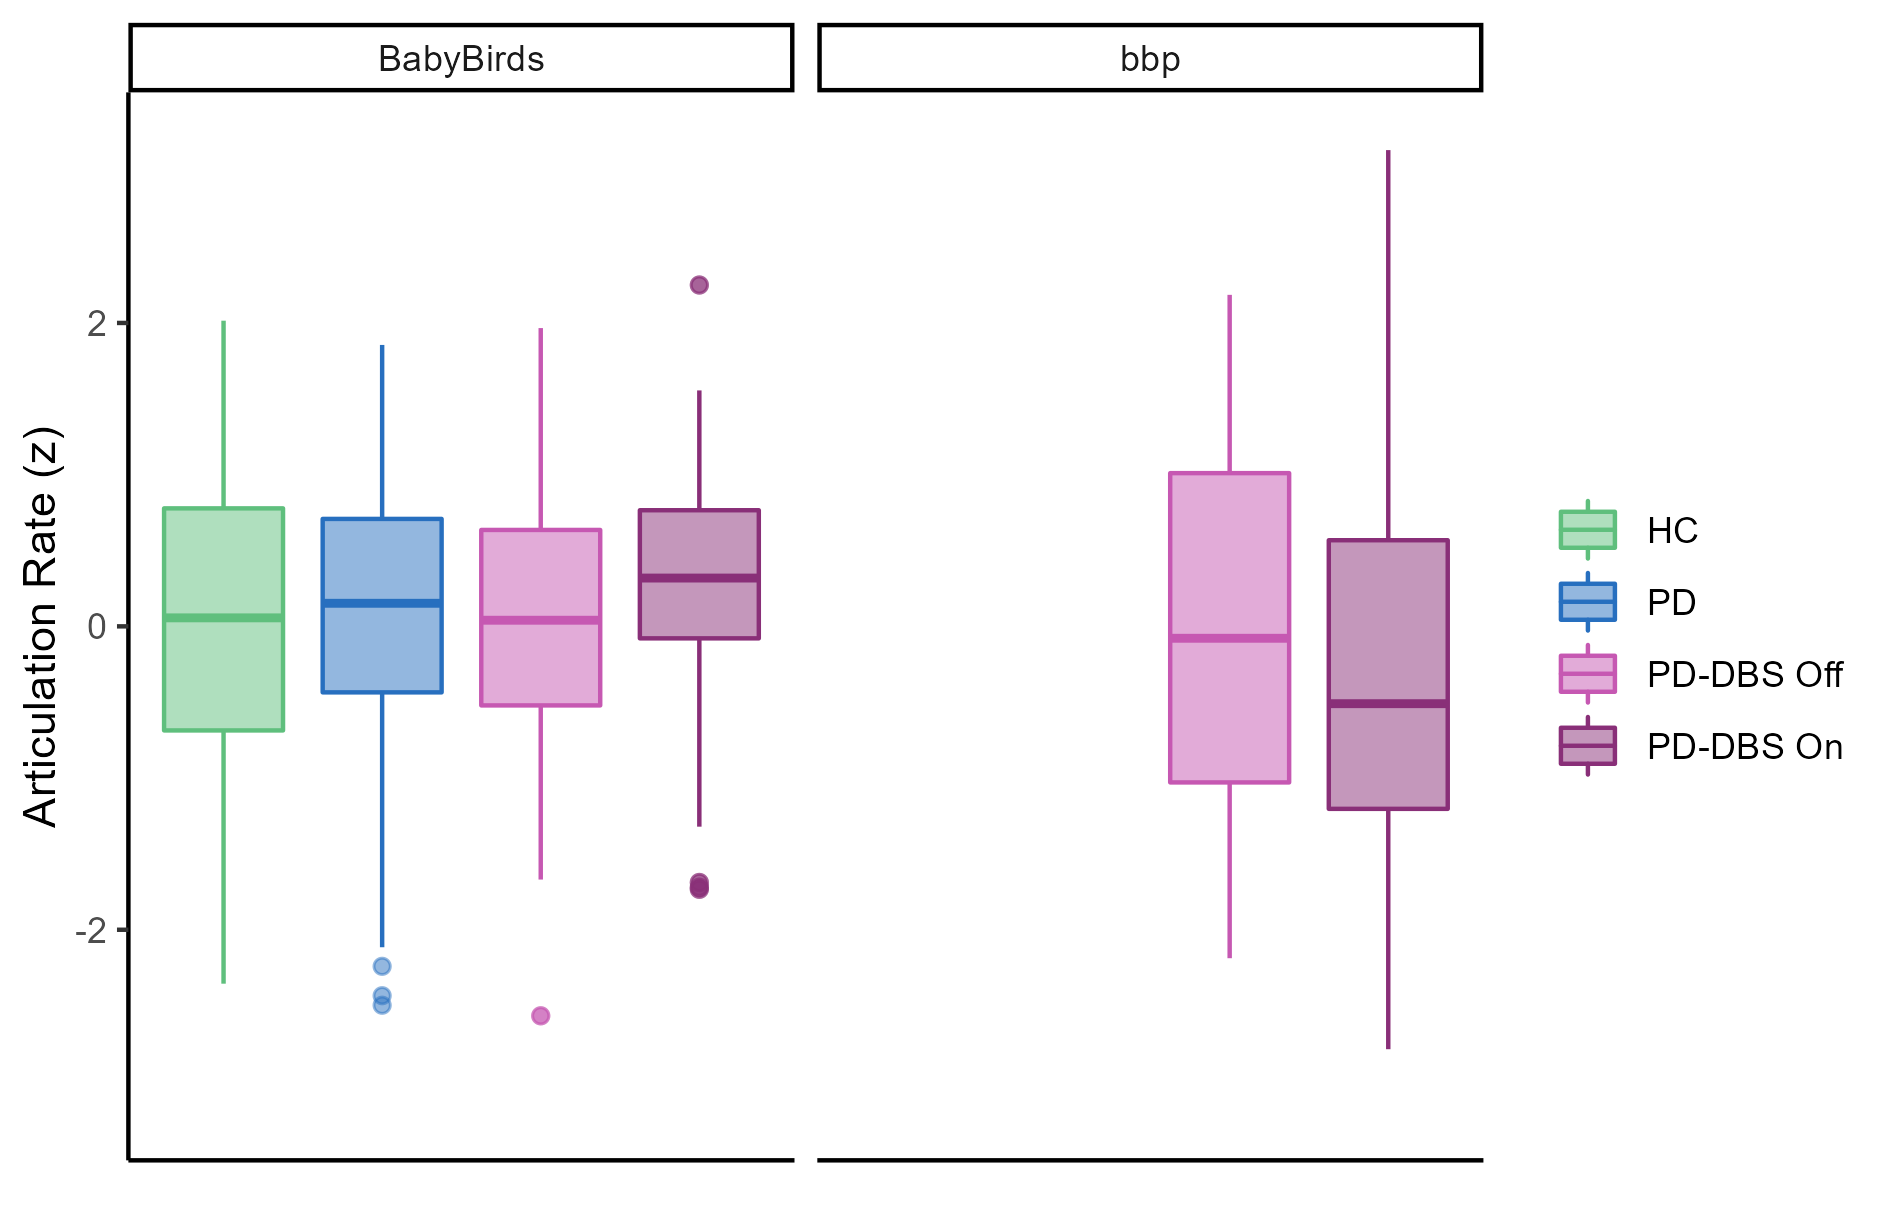 BabyBirds
bbp
Articulation Rate (z)
2
0
-2
HC
PD
PD-DBS Off
PD-DBS On